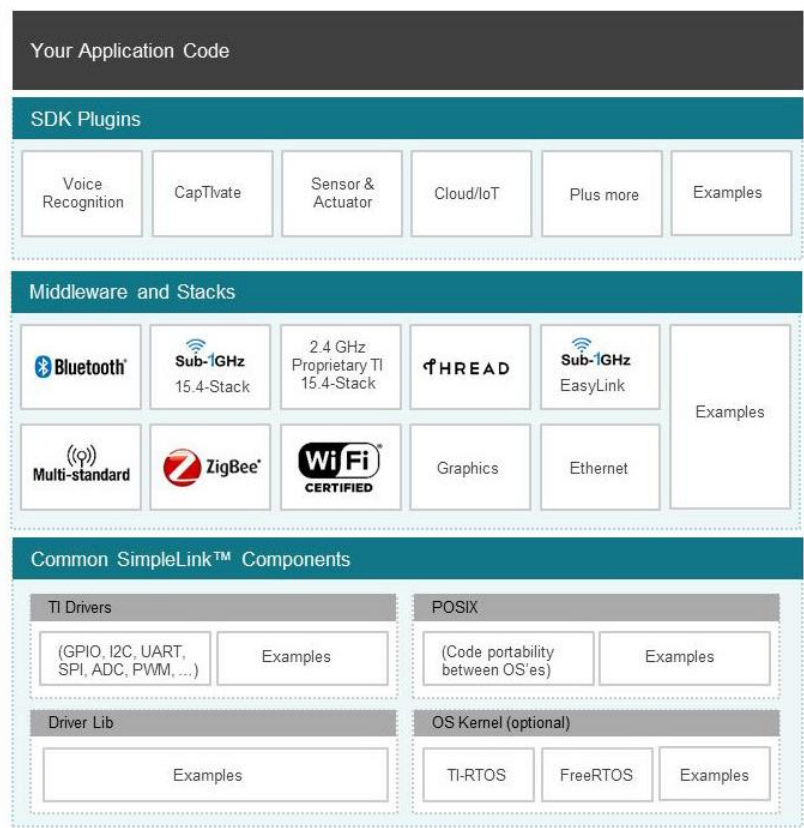 Your Application Code
SDK Plugins
Voice
Recognition
CapTIvate
Sensor &
Actuator
Cloud/IoT
Plus more
Examples
Middleware and Stacks
Bluetooth®
Sub-1GHz
15.4-Stack
2.4 GHz
Proprietary TI
15.4-Stack
THREAD
Sub-1GHz
EasyLink
Examples
Multi-standard
ZigBee®
Wi Fi®
CERTIFIED
Graphics
Ethernet
Common SimpleLink™ Components
TI Drivers
(GPIO, I2C, UART,
SPI, ADC, PWM, ...)
Examples
POSIX
(Code portability
between OS'es)
Examples
Driver Lib
Examples
OS Kernel (optional)
TI-RTOS
FreeRTOS
Examples